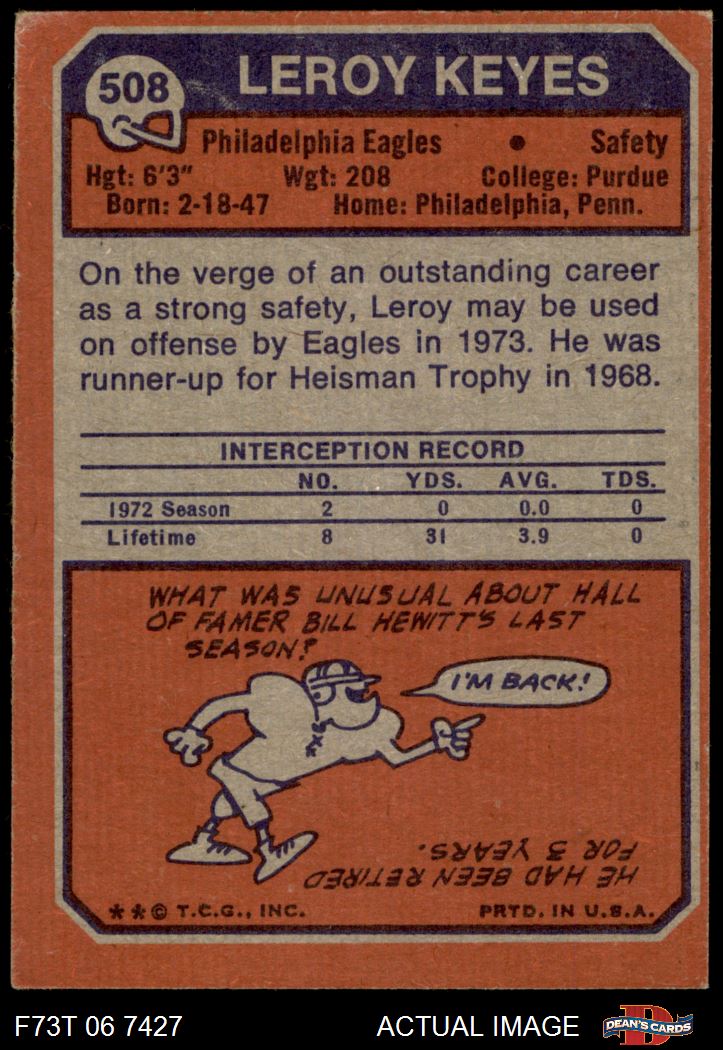 508
LEROY KEYES
Philadelphia Eagles • Safety
Hgt: 6'3" Wgt: 208 College: Purdue
Born: 2-18-47 Home: Philadelphia, Penn.
On the verge of an outstanding career
as a strong safety, Leroy may be used
on offense by Eagles in 1973. He was
runner-up for Heisman Trophy in 1968.
INTERCEPTION RECORD
NO. YDS. AVG. TDS.
1972 Season 2 0 0.0 0
Lifetime 8 31 3.9 0
WHAT WAS UNUSUAL ABOUT HALL
OF FAMER BILL HEWITT'S LAST
SEASON?
I'M BACK!
HE HAD BEEN RETIRED
FOR 3 YEARS.
**© T.C.G., INC. PRTD. IN U.S.A.
F73T 06 7427 ACTUAL IMAGE
D
DEAN'S CARDS